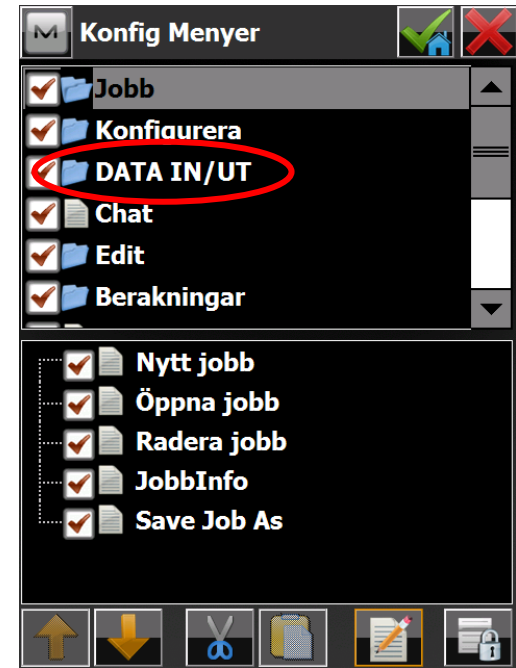 Konfig Menyer
Jobb
Konfigurera
DATA IN/UT
Chat
Edit
Berakningar
Nytt jobb
Öppna jobb
Radera jobb
JobbInfo
Save Job As